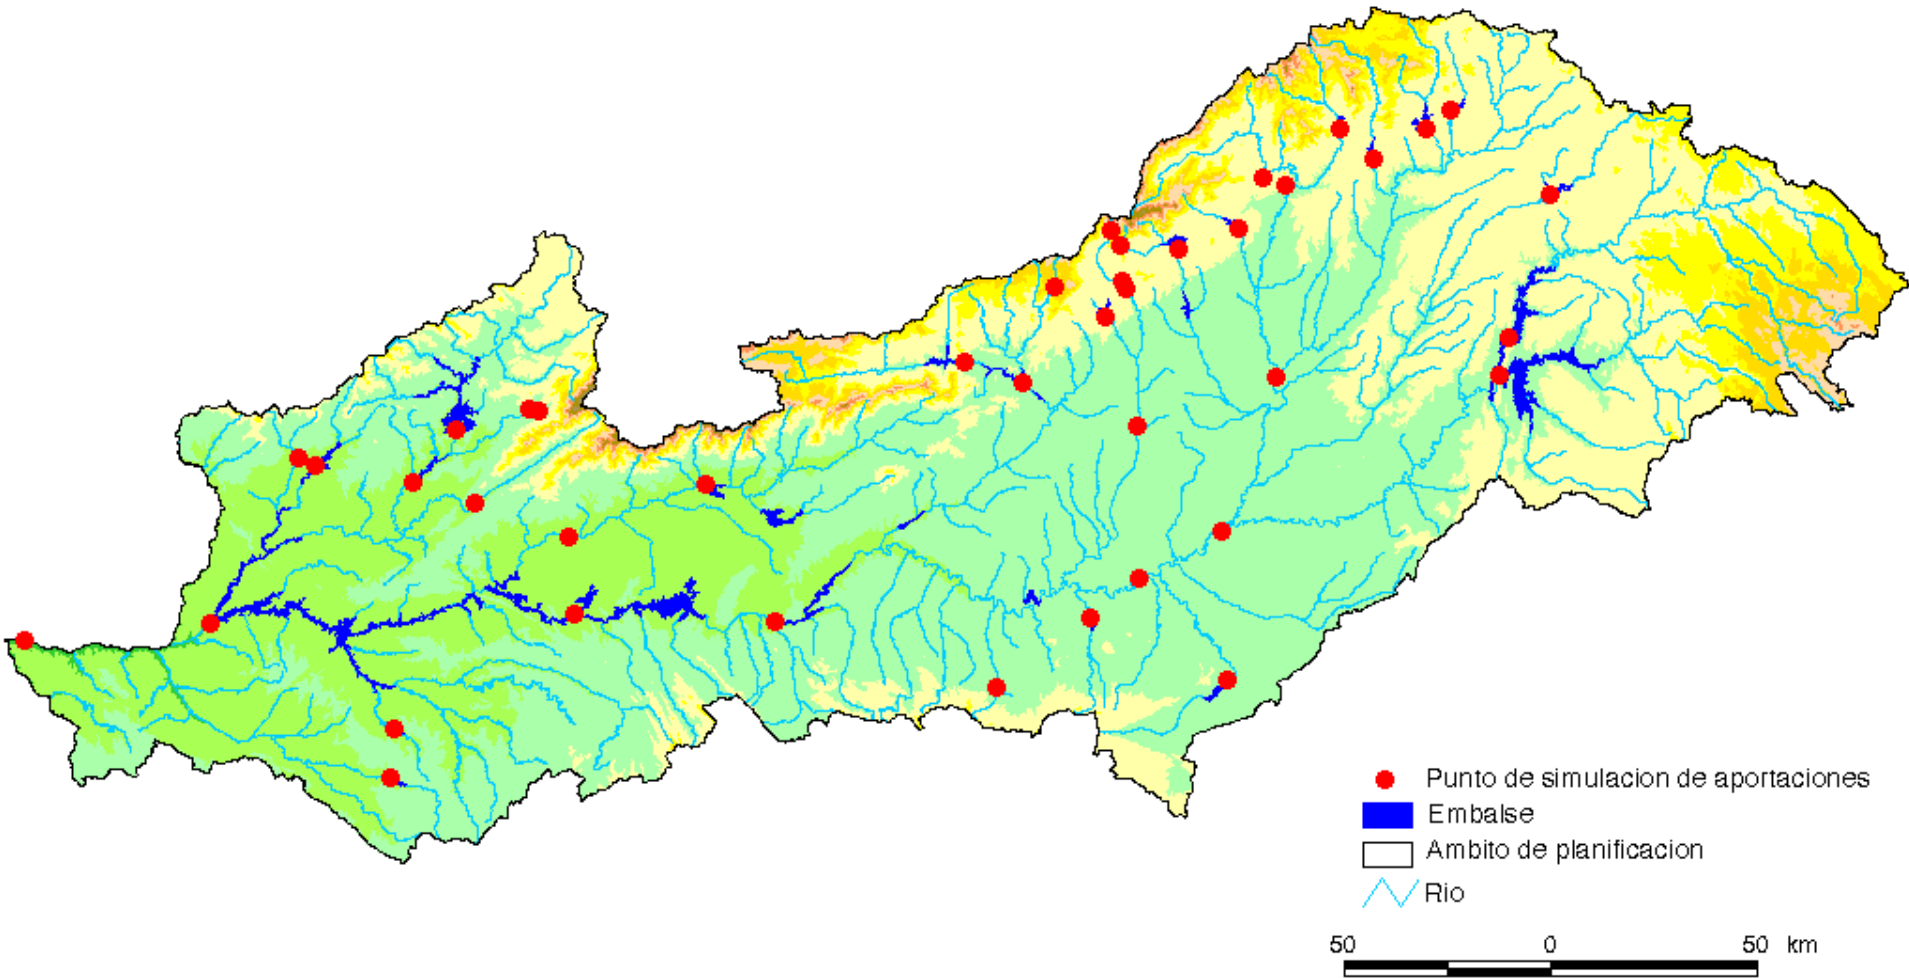 Punto de simulacion de aportaciones
Embalse
Ambito de planificacion
Rio
50 0 50 km